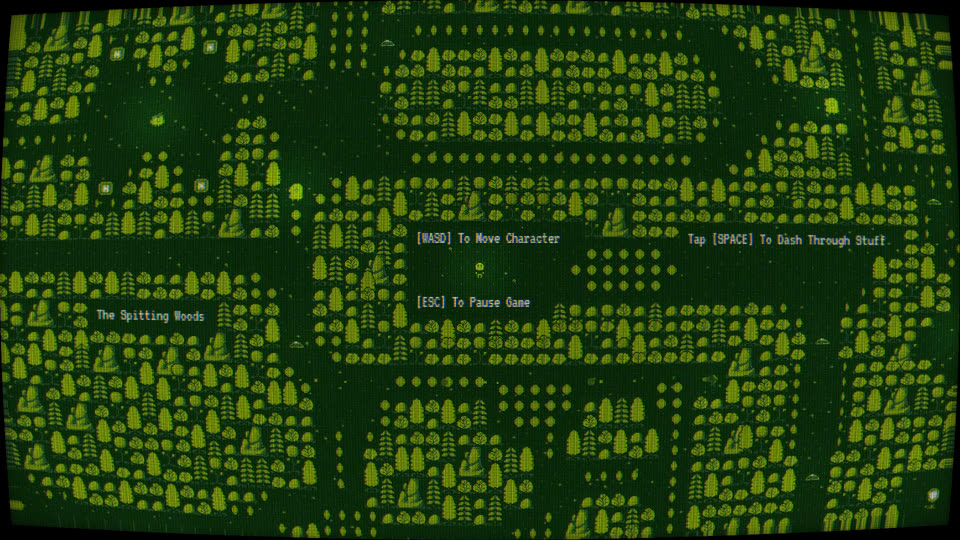 [WASD] To Move Character
Tap [SPACE] To Dash Through Stuff
[ESC] To Pause Game
The Spitting Woods